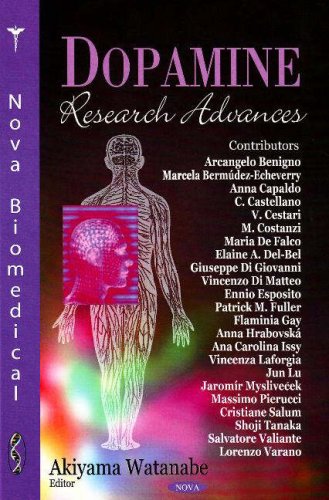 Nova Biomedical
DOPAMINE
Research Advances
Contributors
Arcangelo Benigno
Marcela Bermúdez-Echeverry
Anna Capaldo
C. Castellano
V. Cestari
M. Costanzi
Maria De Falco
Elaine A. Del-Bel
Giuseppe Di Giovanni
Vincenzo Di Matteo
Ennio Esposito
Patrick M. Fuller
Flaminia Gay
Anna Hrabovská
Ana Carolina Issy
Vincenza Laforgia
Jun Lu
Jaromír Mysliveček
Massimo Pierucci
Cristiane Salum
Shoji Tanaka
Salvatore Valiante
Lorenzo Varano
Akiyama Watanabe
Editor
NOVA